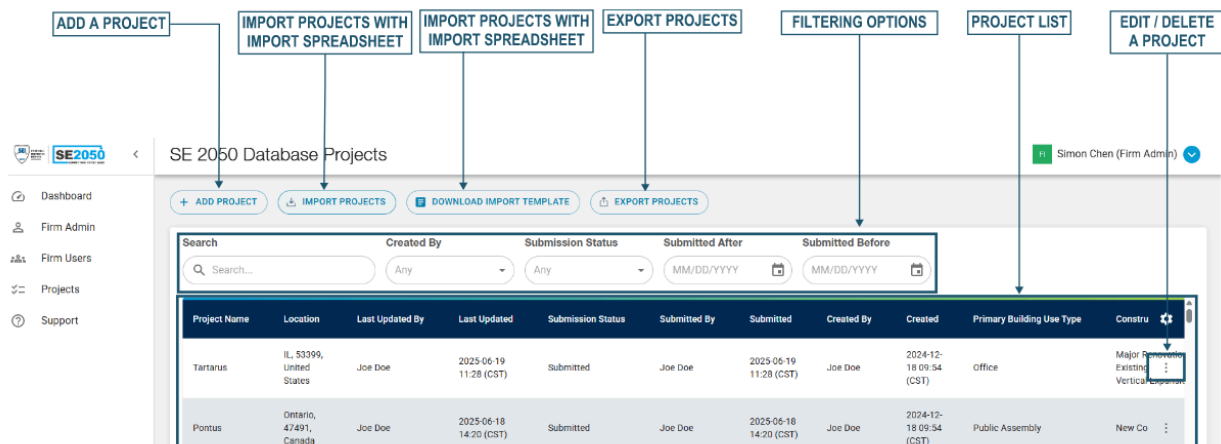 ADD A PROJECT
IMPORT PROJECTS WITH
IMPORT SPREADSHEET
IMPORT PROJECTS WITH
IMPORT SPREADSHEET
EXPORT PROJECTS
FILTERING OPTIONS
PROJECT LIST
EDIT / DELETE
A PROJECT
SEI
SE2050
SE 2050 Database Projects
FI
Simon Chen (Firm Admin)
Dashboard
Firm Admin
Firm Users
Projects
Support
+ ADD PROJECT
IMPORT PROJECTS
DOWNLOAD IMPORT TEMPLATE
EXPORT PROJECTS
Search
Created By
Submission Status
Submitted After
Submitted Before
Search...
Any
Any
MM/DD/YYYY
MM/DD/YYYY
Project Name
Location
Last Updated By
Last Updated
Submission Status
Submitted By
Submitted
Created By
Created
Primary Building Use Type
Constru
Tartarus
IL, 53399,
United
States
Joe Doe
2025-06-19
11:28 (CST)
Submitted
Joe Doe
2025-06-19
11:28 (CST)
Joe Doe
2024-12-
18 09:54
(CST)
Office
Major Renovatio
Existing
Vertical Expansi
Pontus
Ontario,
47491,
Canada
Joe Doe
2025-06-18
14:20 (CST)
Submitted
Joe Doe
2025-06-18
14:20 (CST)
Joe Doe
2024-12-
18 09:54
(CST)
Public Assembly
New Co